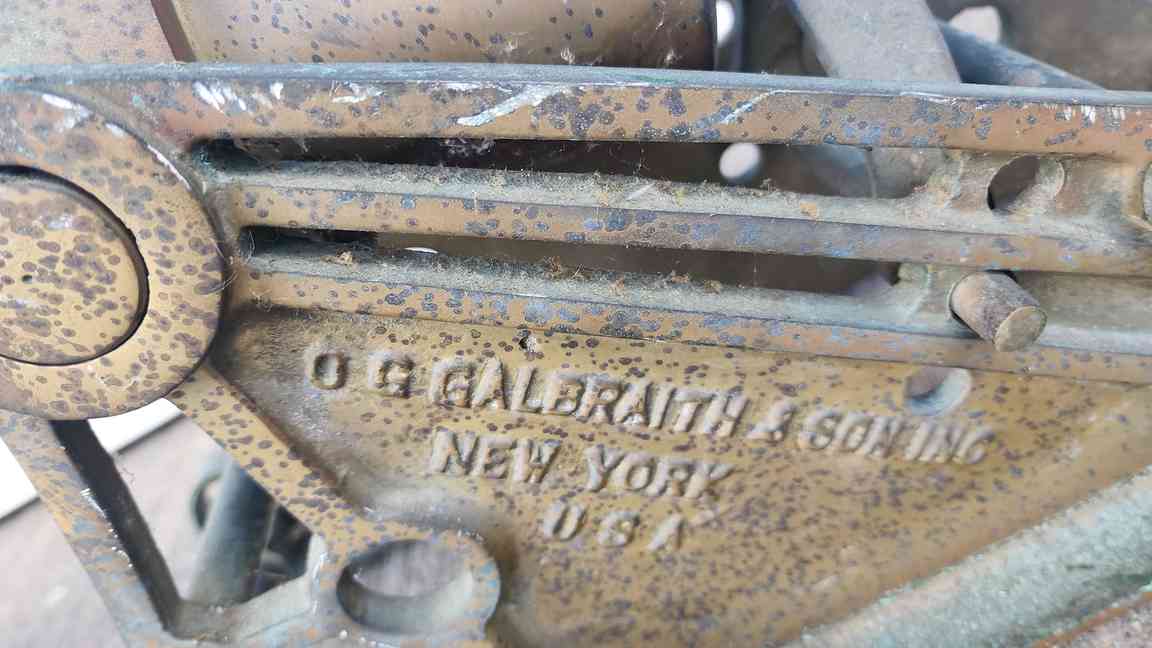 O G GALBRAITH & SON INC
NEW YORK
U S A